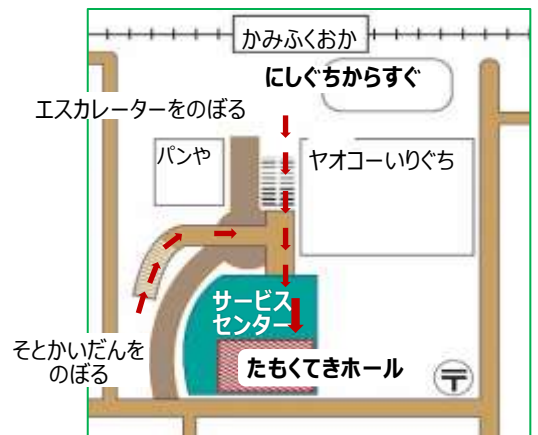 かみふくおか
にしぐちからすぐ
エスカレーターをのぼる
パンや
ヤオコーいりぐち
サービス
センター
そとかいだんを
のぼる
たもくてきホール
〒